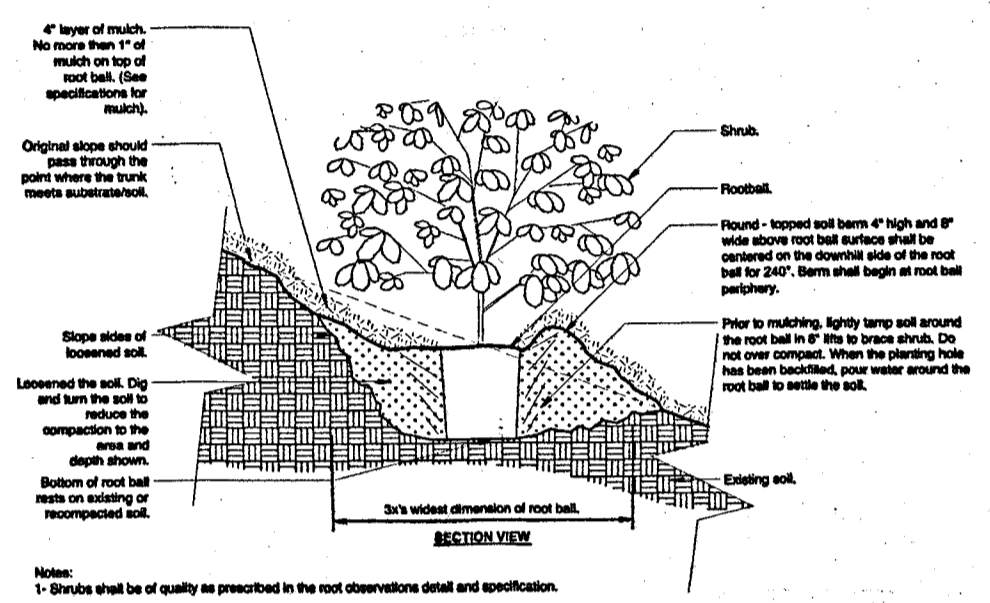 4" layer of mulch.
No more than 1" of
mulch on top of
root ball. (See
specifications for
mulch).
Original slope should
pass through the
point where the trunk
meets substrate/soil.
Slope sides of
loosened soil.
Loosened the soil. Dig
and turn the soil to
reduce the
compaction to the
area and
depth shown.
Bottom of root ball
rests on existing or
recompacted soil.
Shrub.
Rootball.
Round - topped soil berm 4" high and 8"
wide above root ball surface shall be
centered on the downhill side of the root
ball for 240°. Berm shall begin at root ball
periphery.
Prior to mulching, lightly tamp soil around
the root ball in 6" lifts to brace shrub. Do
not over compact. When the planting hole
has been backfilled, pour water around the
root ball to settle the soil.
Existing soil.
3x's widest dimension of root ball.
SECTION VIEW
Notes:
1- Shrubs shall be of quality as prescribed in the root observations detail and specification.